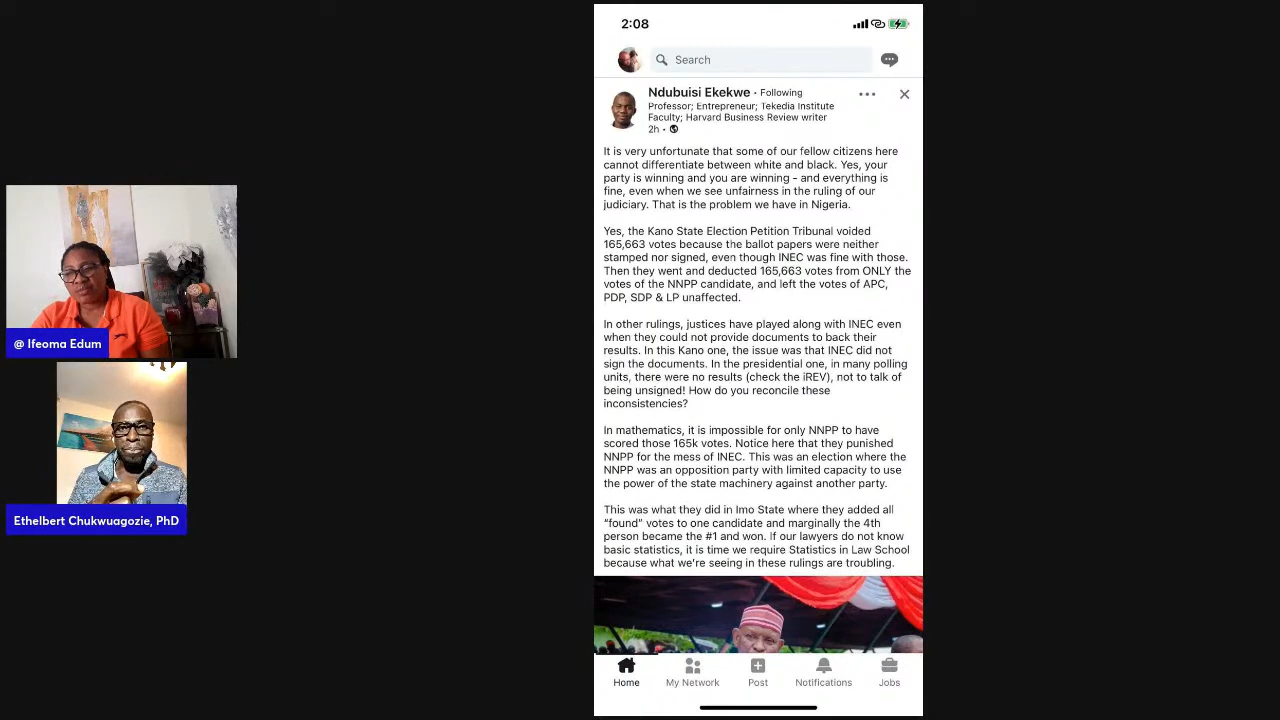 2:08
Search
Ndubuisi Ekekwe • Following
Professor; Entrepreneur; Tekedia Institute
Faculty; Harvard Business Review writer
2h •
It is very unfortunate that some of our fellow citizens here
cannot differentiate between white and black. Yes, your
party is winning and you are winning - and everything is
fine, even when we see unfairness in the ruling of our
judiciary. That is the problem we have in Nigeria.
Yes, the Kano State Election Petition Tribunal voided
165,663 votes because the ballot papers were neither
stamped nor signed, even though INEC was fine with those.
Then they went and deducted 165,663 votes from ONLY the
votes of the NNPP candidate, and left the votes of APC,
PDP, SDP & LP unaffected.
In other rulings, justices have played along with INEC even
when they could not provide documents to back their
results. In this Kano one, the issue was that INEC did not
sign the documents. In the presidential one, in many polling
units, there were no results (check the iREV), not to talk of
being unsigned! How do you reconcile these
inconsistencies?
In mathematics, it is impossible for only NNPP to have
scored those 165k votes. Notice here that they punished
NNPP for the mess of INEC. This was an election where the
NNPP was an opposition party with limited capacity to use
the power of the state machinery against another party.
This was what they did in Imo State where they added all
“found” votes to one candidate and marginally the 4th
person became the #1 and won. If our lawyers do not know
basic statistics, it is time we require Statistics in Law School
because what we're seeing in these rulings are troubling.
Home
My Network
Post
Notifications
Jobs
@ Ifeoma Edum
Ethelbert Chukwuagozie, PhD